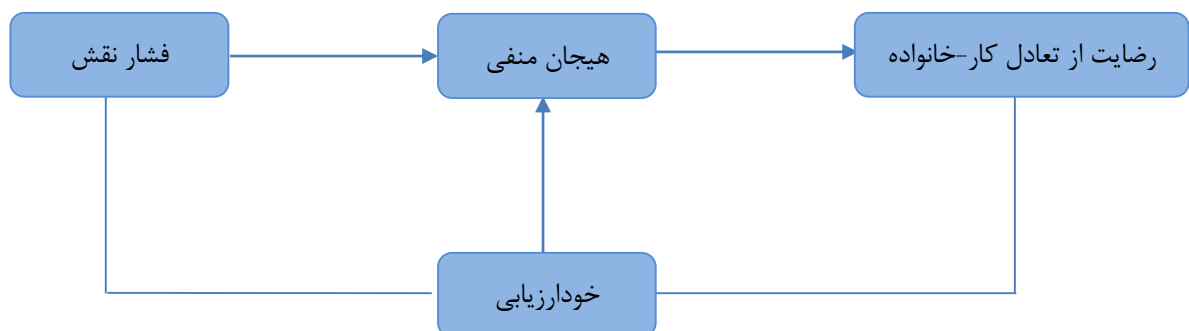 فشار نقش
هیجان منفی
رضایت از تعادل کار-خانواده
خودارزیابی